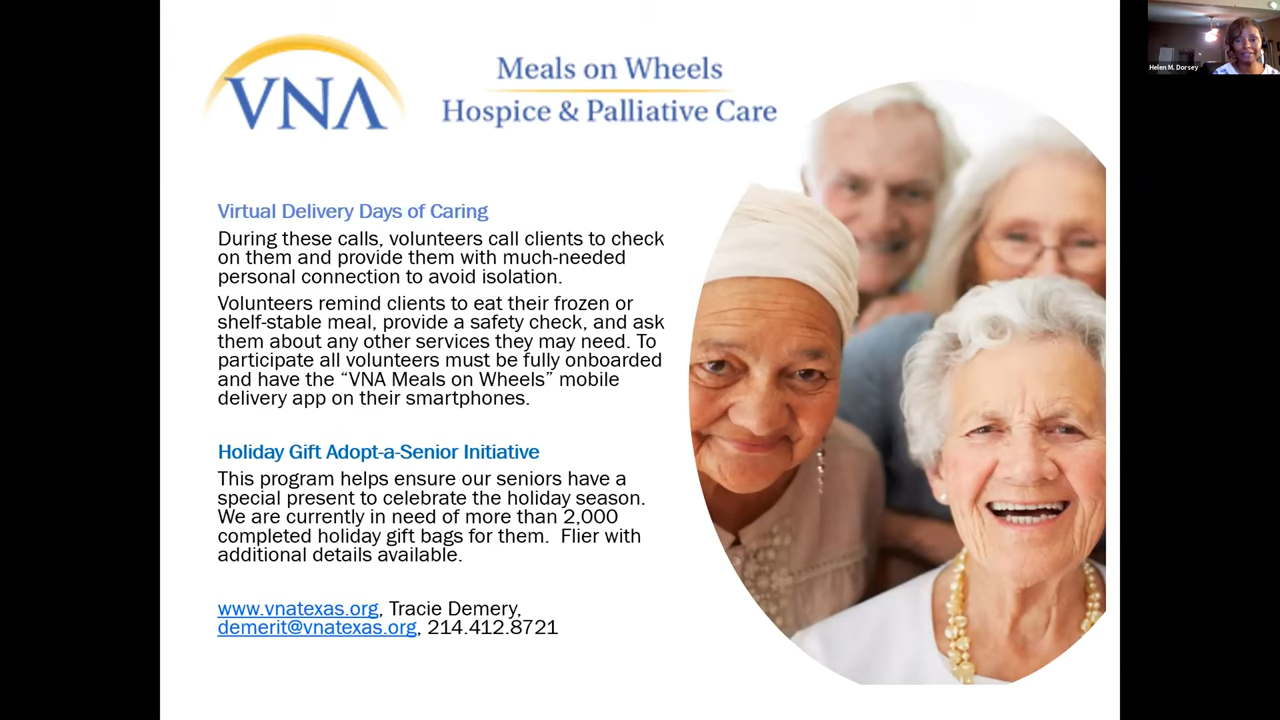 VNA
Meals on Wheels
Hospice & Palliative Care
Helen M. Dorsey
Virtual Delivery Days of Caring
During these calls, volunteers call clients to check
on them and provide them with much-needed
personal connection to avoid isolation.
Volunteers remind clients to eat their frozen or
shelf-stable meal, provide a safety check, and ask
them about any other services they may need. To
participate all volunteers must be fully onboarded
and have the “VNA Meals on Wheels” mobile
delivery app on their smartphones.
Holiday Gift Adopt-a-Senior Initiative
This program helps ensure our seniors have a
special present to celebrate the holiday season.
We are currently in need of more than 2,000
completed holiday gift bags for them.  Flier with
additional details available.
www.vnatexas.org, Tracie Demery,
demerit@vnatexas.org, 214.412.8721